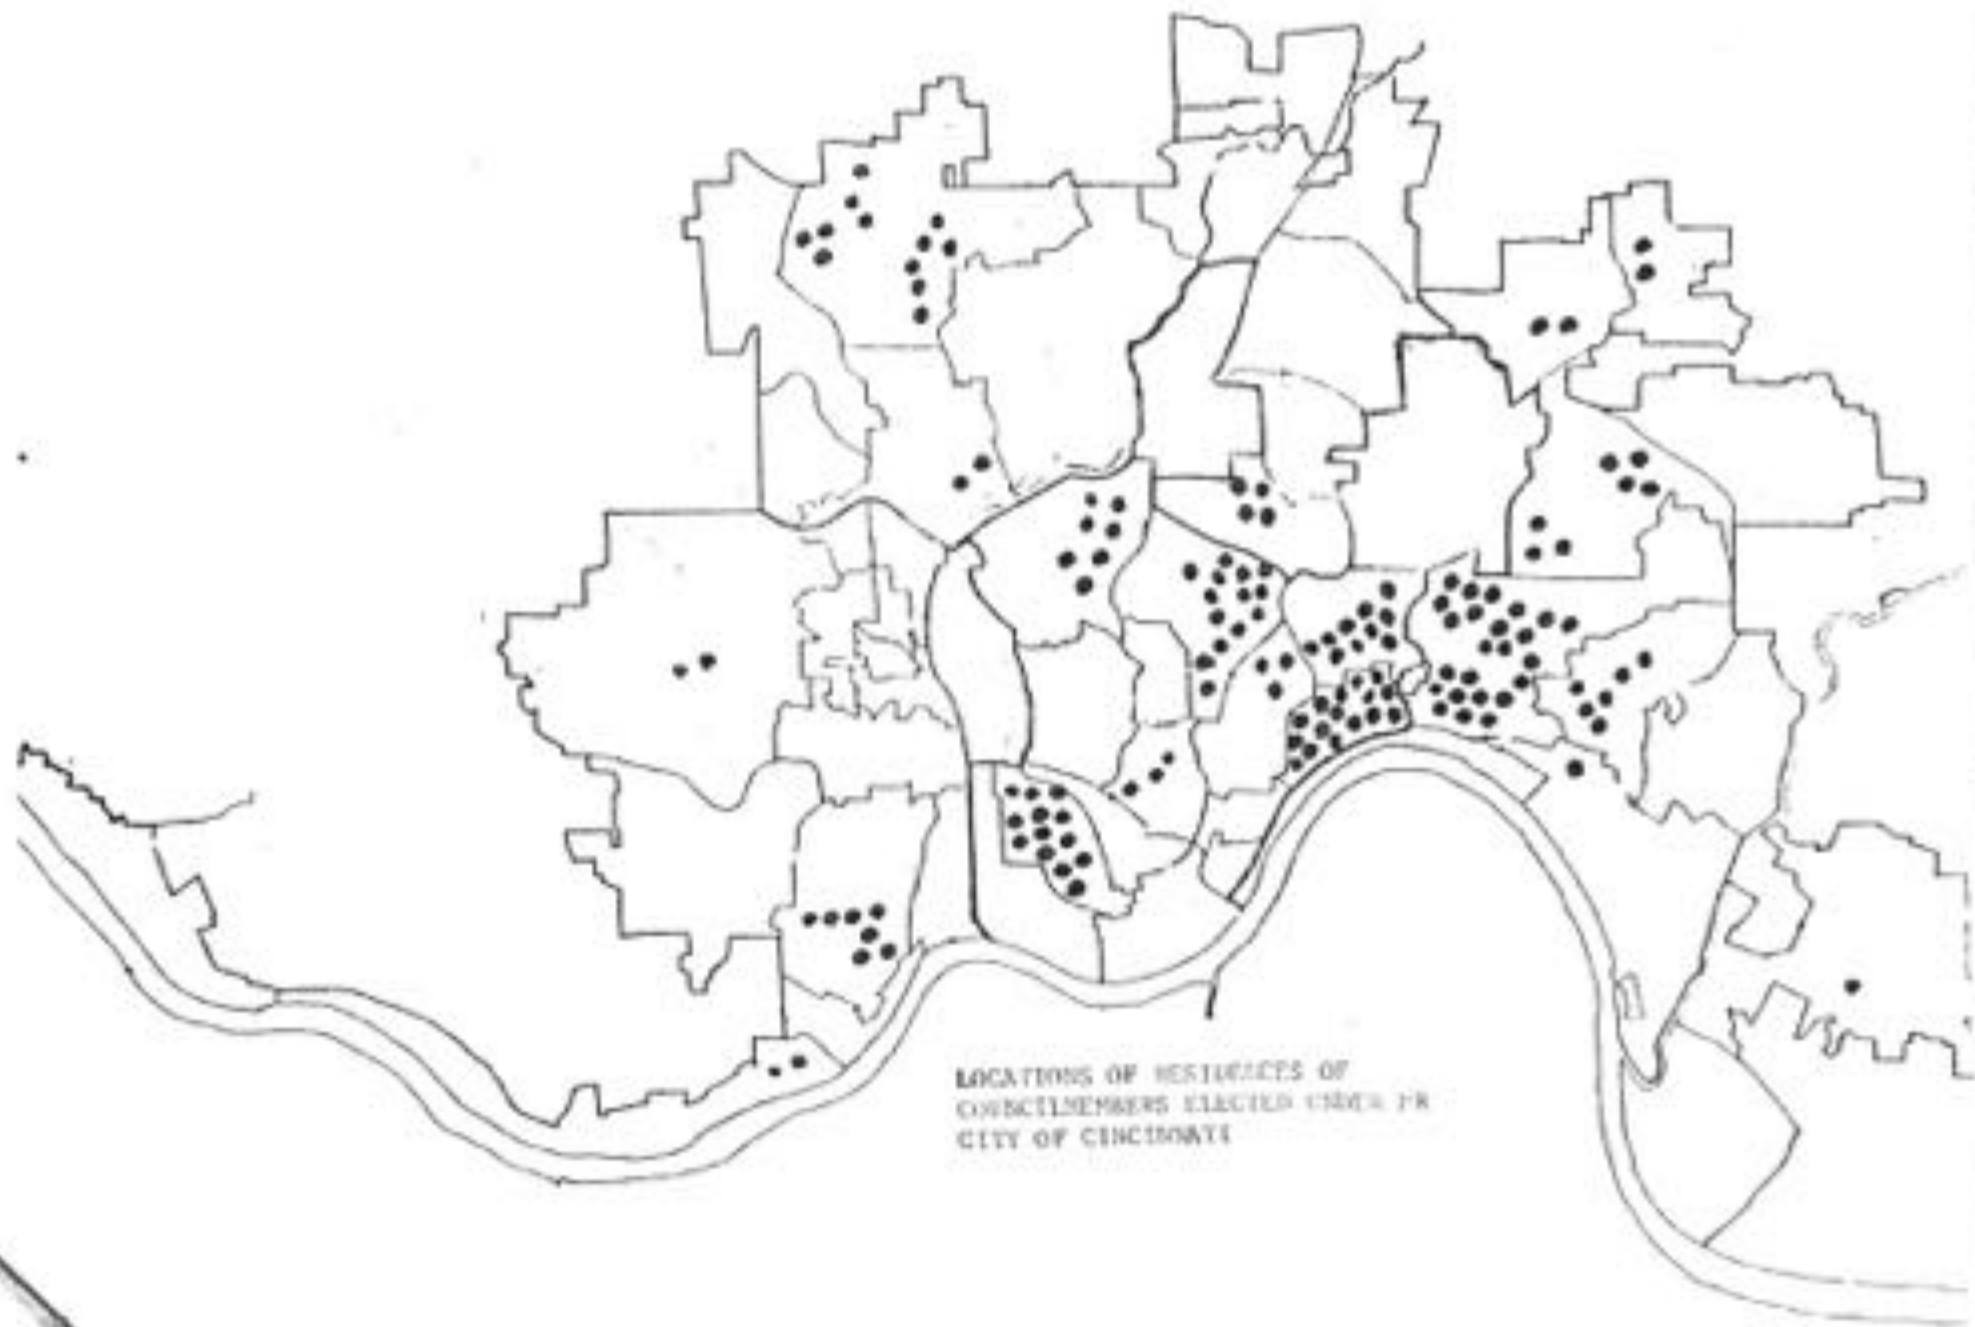 LOCATIONS OF RESIDENCES OF
COUNCILMEMBERS ELECTED UNDER PR
CITY OF CINCINNATI